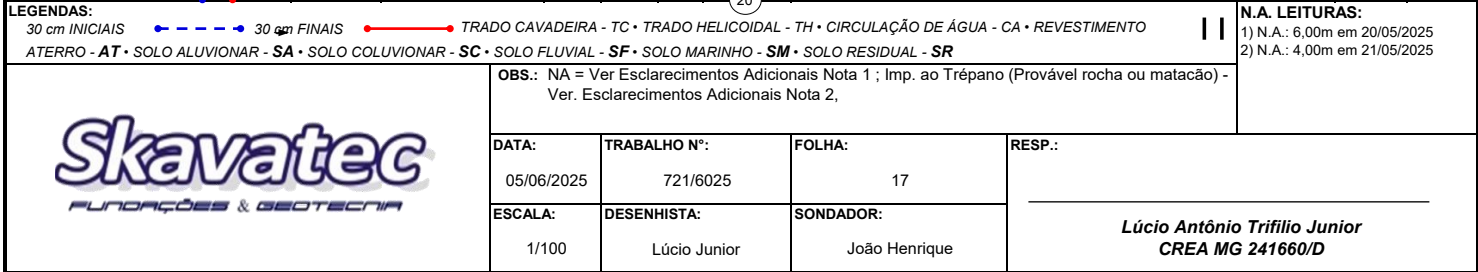 20
LEGENDAS:
30 cm INICIAIS 30 cm FINAIS TRADO CAVADEIRA - TC • TRADO HELICOIDAL - TH • CIRCULAÇÃO DE ÁGUA - CA • REVESTIMENTO
ATERRO - AT • SOLO ALUVIONAR - SA • SOLO COLUVIONAR - SC • SOLO FLUVIAL - SF • SOLO MARINHO - SM • SOLO RESIDUAL - SR
N.A. LEITURAS:
1) N.A.: 6,00m em 20/05/2025
2) N.A.: 4,00m em 21/05/2025
OBS.: NA = Ver Esclarecimentos Adicionais Nota 1 ; Imp. ao Trépano (Provável rocha ou matacão) -
Ver. Esclarecimentos Adicionais Nota 2,
Skavatec
FUNDAÇÕES & GEOTECNIA
DATA: TRABALHO N°: FOLHA: RESP.:
05/06/2025 721/6025 17
ESCALA: DESENHISTA: SONDADOR:
1/100 Lúcio Junior João Henrique
Lúcio Antônio Trifilio Junior
CREA MG 241660/D